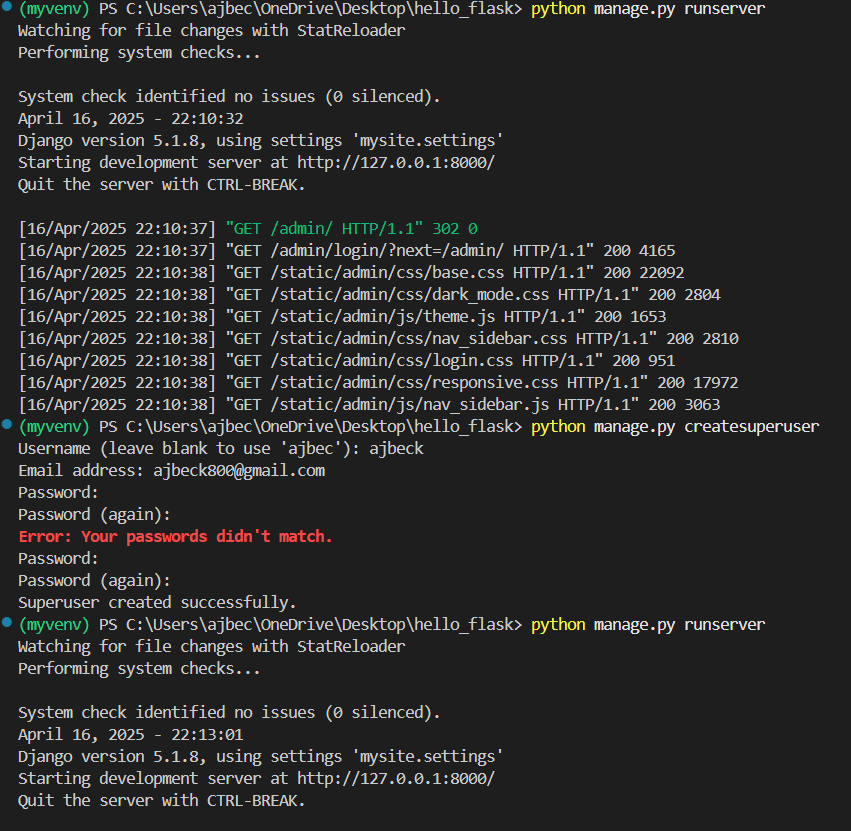 (myvenv) PS C:\Users\ajbec\OneDrive\Desktop\hello_flask> python manage.py runserver
Watching for file changes with StatReloader
Performing system checks...
System check identified no issues (0 silenced).
April 16, 2025 - 22:10:32
Django version 5.1.8, using settings 'mysite.settings'
Starting development server at http://127.0.0.1:8000/
Quit the server with CTRL-BREAK.
[16/Apr/2025 22:10:37] "GET /admin/ HTTP/1.1" 302 0
[16/Apr/2025 22:10:37] "GET /admin/login/?next=/admin/ HTTP/1.1" 200 4165
[16/Apr/2025 22:10:38] "GET /static/admin/css/base.css HTTP/1.1" 200 22092
[16/Apr/2025 22:10:38] "GET /static/admin/css/dark_mode.css HTTP/1.1" 200 2804
[16/Apr/2025 22:10:38] "GET /static/admin/js/theme.js HTTP/1.1" 200 1653
[16/Apr/2025 22:10:38] "GET /static/admin/css/nav_sidebar.css HTTP/1.1" 200 2810
[16/Apr/2025 22:10:38] "GET /static/admin/css/login.css HTTP/1.1" 200 951
[16/Apr/2025 22:10:38] "GET /static/admin/css/responsive.css HTTP/1.1" 200 17972
[16/Apr/2025 22:10:38] "GET /static/admin/js/nav_sidebar.js HTTP/1.1" 200 3063
(myvenv) PS C:\Users\ajbec\OneDrive\Desktop\hello_flask> python manage.py createsuperuser
Username (leave blank to use 'ajbec'): ajbeck
Email address: ajbeck800@gmail.com
Password:
Password (again):
Error: Your passwords didn't match.
Password:
Password (again):
Superuser created successfully.
(myvenv) PS C:\Users\ajbec\OneDrive\Desktop\hello_flask> python manage.py runserver
Watching for file changes with StatReloader
Performing system checks...
System check identified no issues (0 silenced).
April 16, 2025 - 22:13:01
Django version 5.1.8, using settings 'mysite.settings'
Starting development server at http://127.0.0.1:8000/
Quit the server with CTRL-BREAK.